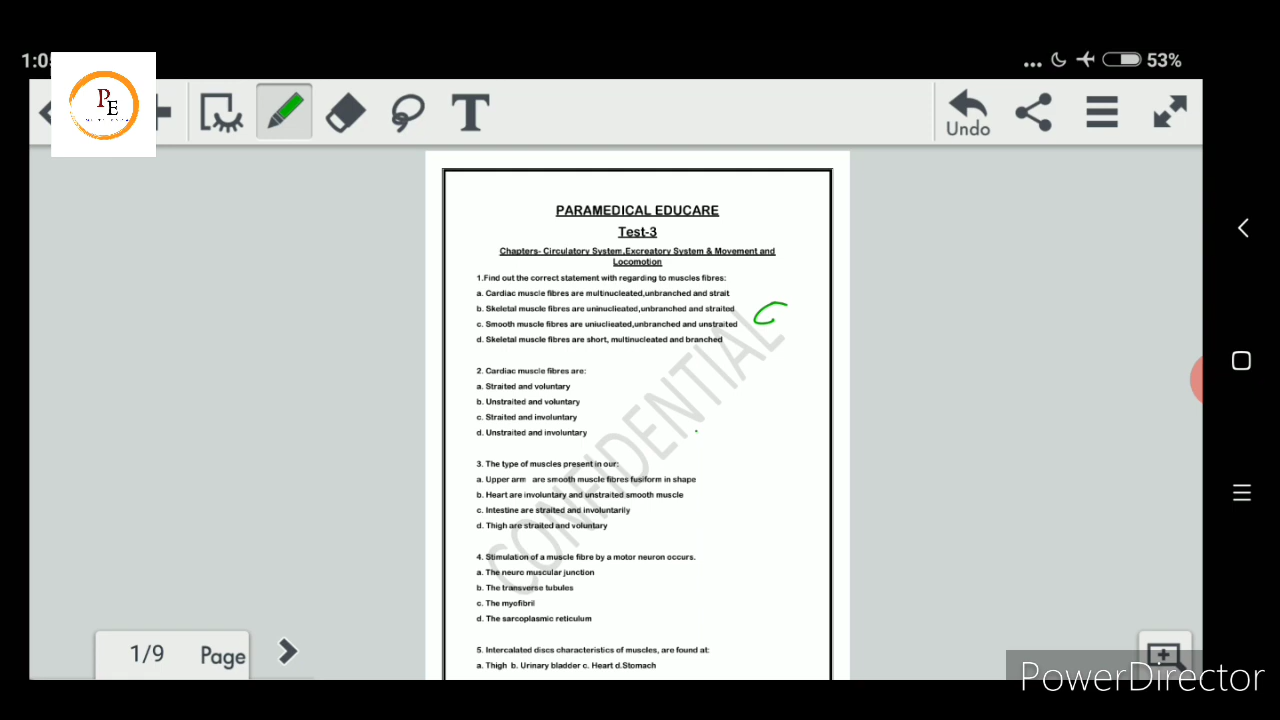 1:0
... 53%
PE
T
Undo
PARAMEDICAL EDUCARE
Test-3
Chapters- Circulatory System,Excreatory System & Movement and
Locomotion
1.Find out the correct statement with regarding to muscles fibres:
a. Cardiac muscle fibres are multinucleated,unbranched and strait
b. Skeletal muscle fibres are uninuclieated,unbranched and straited
c. Smooth muscle fibres are uniuclieated,unbranched and unstraited
C
d. Skeletal muscle fibres are short, multinucleated and branched
2. Cardiac muscle fibres are:
a. Straited and voluntary
b. Unstraited and voluntary
c. Straited and involuntary
d. Unstraited and involuntary
CONFIDENTIAL
3. The type of muscles present in our:
a. Upper arm are smooth muscle fibres fusiform in shape
b. Heart are involuntary and unstraited smooth muscle
c. Intestine are straited and involuntarily
d. Thigh are straited and voluntary
4. Stimulation of a muscle fibre by a motor neuron occurs.
a. The neuro muscular junction
b. The transverse tubules
c. The myofibril
d. The sarcoplasmic reticulum
5. Intercalated discs characteristics of muscles, are found at:
a. Thigh b. Urinary bladder c. Heart d.Stomach
1/9 Page
PowerDirector